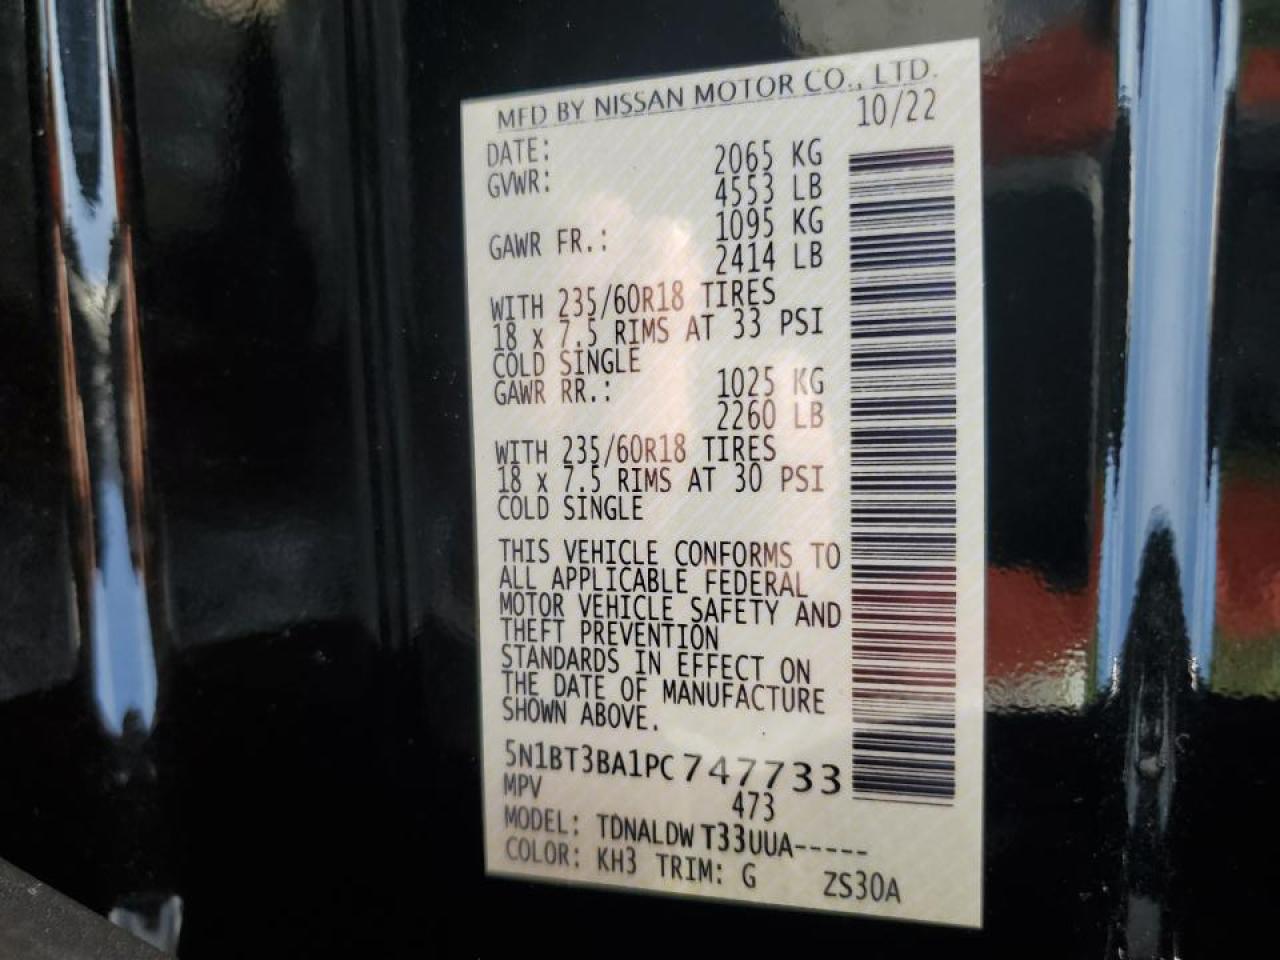 MFD BY NISSAN MOTOR CO., LTD.
DATE: 10/22
GVWR: 2065 KG
4553 LB
GAWR FR.: 1095 KG
2414 LB
WITH 235/60R18 TIRES
18 x 7.5 RIMS AT 33 PSI
COLD SINGLE
GAWR RR.: 1025 KG
2260 LB
WITH 235/60R18 TIRES
18 x 7.5 RIMS AT 30 PSI
COLD SINGLE
THIS VEHICLE CONFORMS TO
ALL APPLICABLE FEDERAL
MOTOR VEHICLE SAFETY AND
THEFT PREVENTION
STANDARDS IN EFFECT ON
THE DATE OF MANUFACTURE
SHOWN ABOVE.
5N1BT3BA1PC747733
MPV 473
MODEL: TDNALDW T33UUA-----
COLOR: KH3 TRIM: G ZS30A